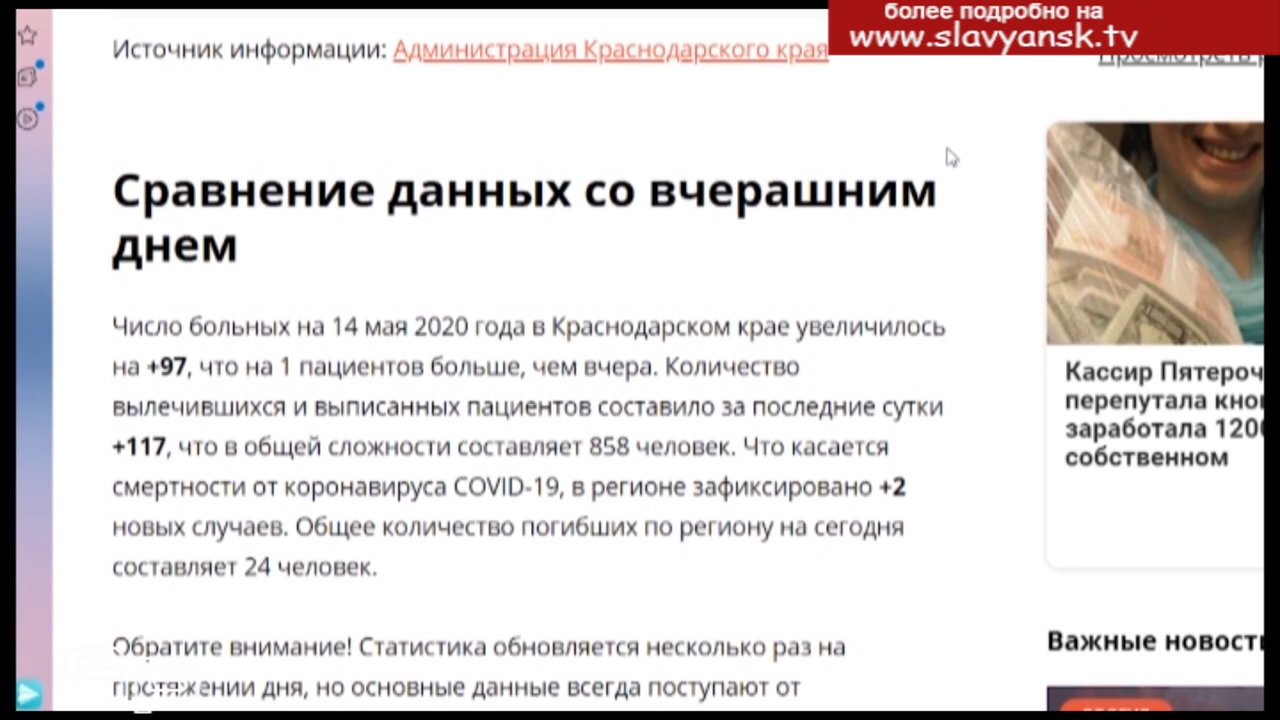 более подробно на
www.slavyansk.tv
Источник информации: Администрация Краснодарского края
Сравнение данных со вчерашним
днем
Число больных на 14 мая 2020 года в Краснодарском крае увеличилось
на +97, что на 1 пациентов больше, чем вчера. Количество
вылечившихся и выписанных пациентов составило за последние сутки
+117, что в общей сложности составляет 858 человек. Что касается
смертности от коронавируса COVID-19, в регионе зафиксировано +2
новых случаев. Общее количество погибших по региону на сегодня
составляет 24 человек.
Обратите внимание! Статистика обновляется несколько раз на
протяжении дня, но основные данные всегда поступают от
Кассир Пятероч
перепутала кно
заработала 120
собственном
Важные новост